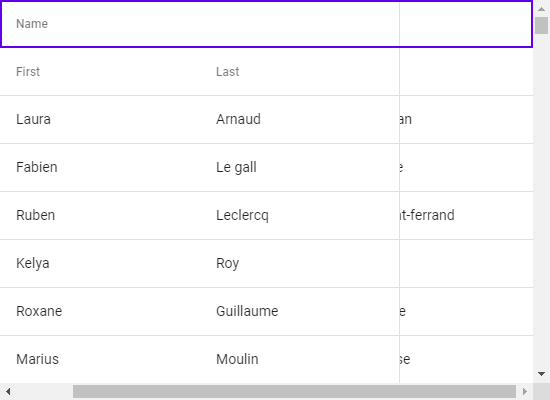 Name
First Last
Laura Arnaud an
Fabien Le gall e
Ruben Leclercq nt-ferrand
Kelya Roy
Roxane Guillaume e
Marius Moulin se